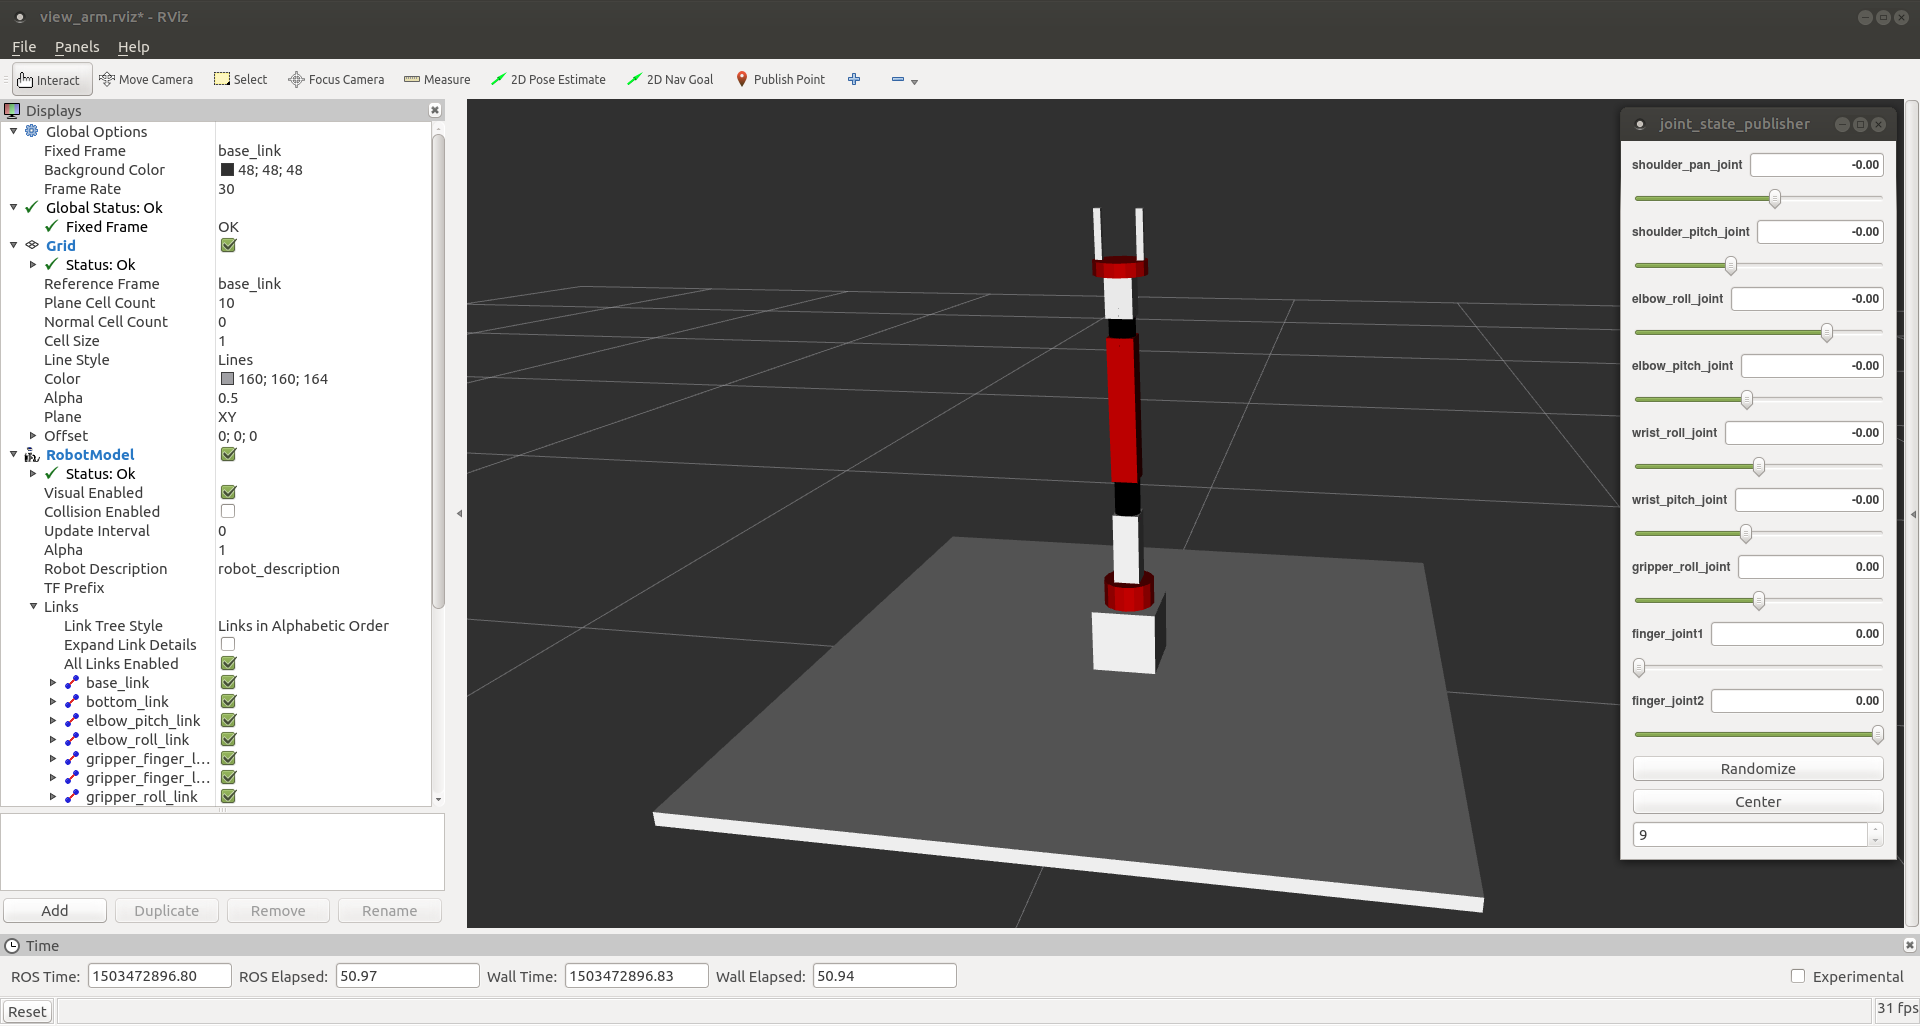 view_arm.rviz* - RViz
File Panels Help
Interact Move Camera Select Focus Camera Measure 2D Pose Estimate 2D Nav Goal Publish Point
Displays
Global Options
Fixed Frame base_link
Background Color 48; 48; 48
Frame Rate 30
Global Status: Ok
Fixed Frame OK
Grid
Status: Ok
Reference Frame base_link
Plane Cell Count 10
Normal Cell Count 0
Cell Size 1
Line Style Lines
Color 160; 160; 164
Alpha 0.5
Plane XY
Offset 0; 0; 0
RobotModel
Status: Ok
Visual Enabled
Collision Enabled
Update Interval 0
Alpha 1
Robot Description robot_description
TF Prefix
Links
Link Tree Style Links in Alphabetic Order
Expand Link Details
All Links Enabled
base_link
bottom_link
elbow_pitch_link
elbow_roll_link
gripper_finger_l...
gripper_finger_l...
gripper_roll_link
Add Duplicate Remove Rename
joint_state_publisher
shoulder_pan_joint -0.00
shoulder_pitch_joint -0.00
elbow_roll_joint -0.00
elbow_pitch_joint -0.00
wrist_roll_joint -0.00
wrist_pitch_joint -0.00
gripper_roll_joint 0.00
finger_joint1 0.00
finger_joint2 0.00
Randomize
Center
9
Time
ROS Time: 1503472896.80 ROS Elapsed: 50.97 Wall Time: 1503472896.83 Wall Elapsed: 50.94 Experimental
Reset 31 fps